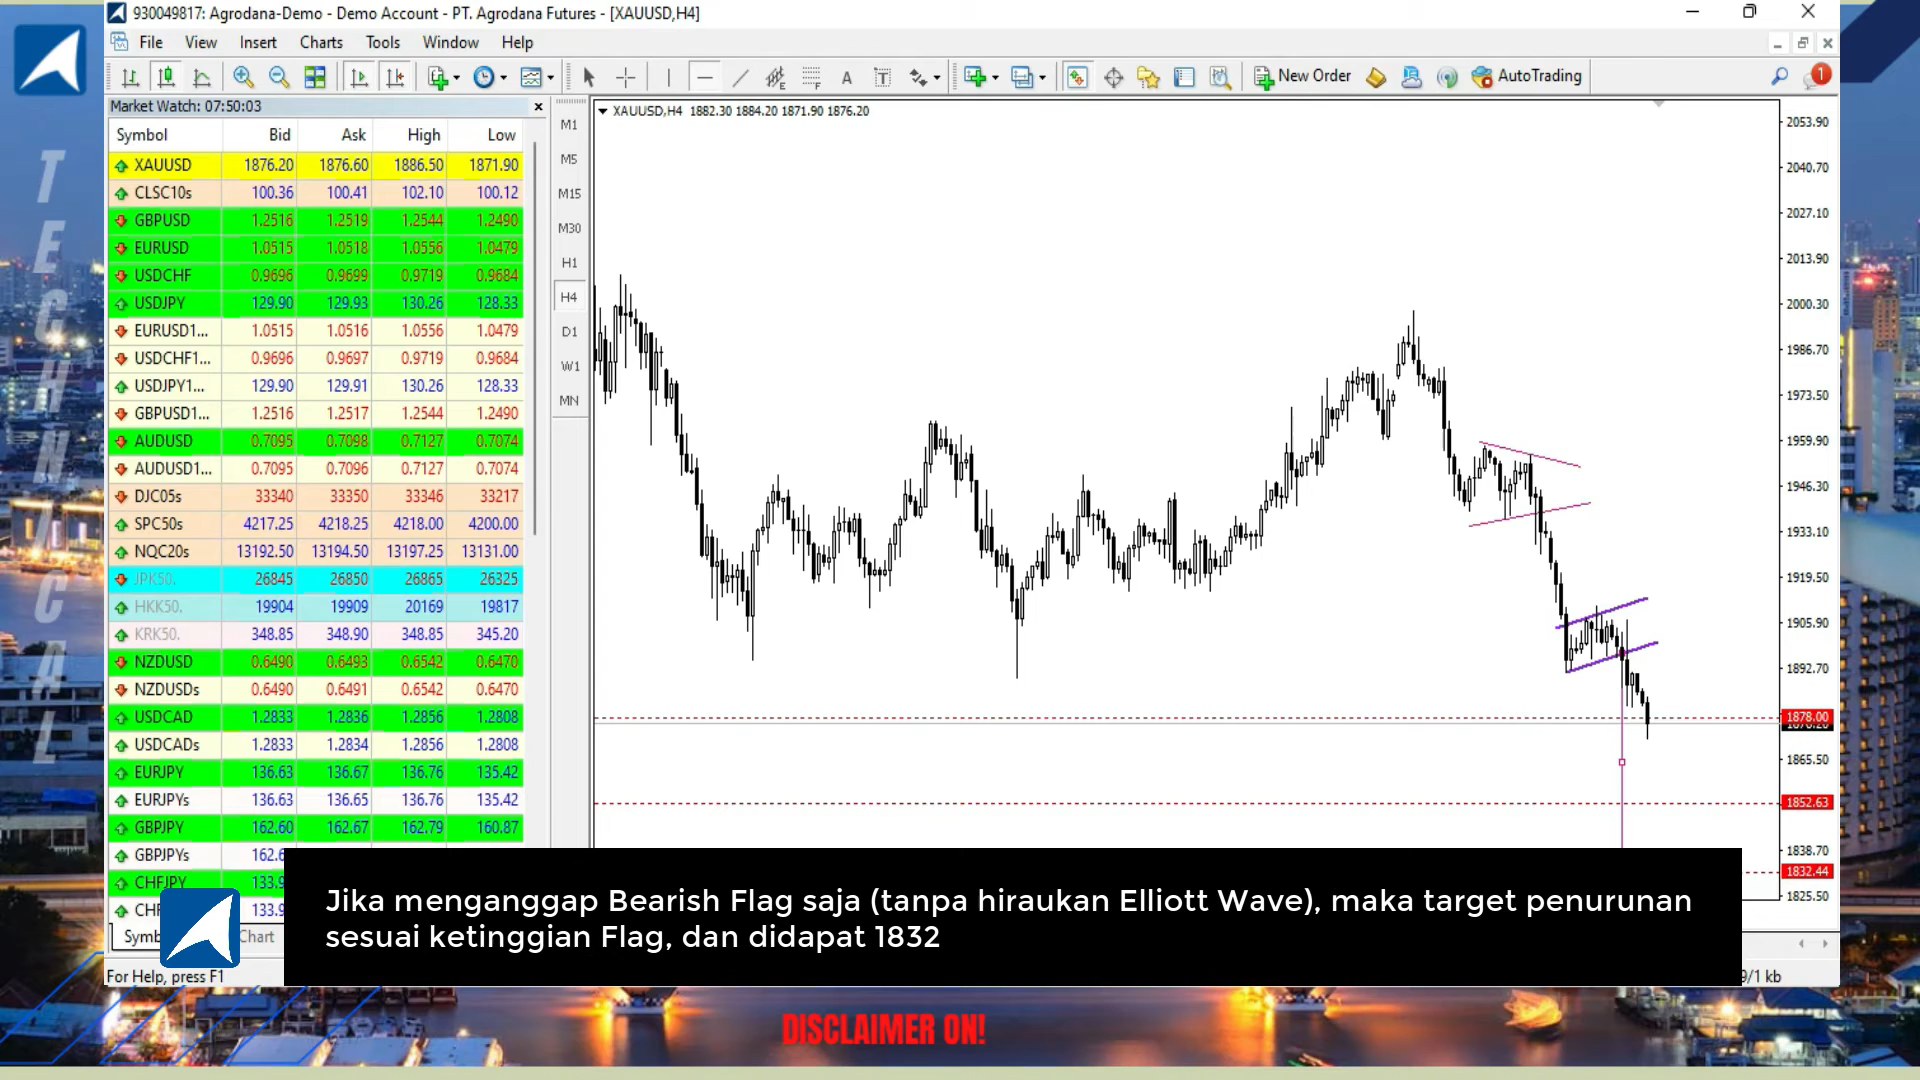 930049817: Agrodana-Demo - Demo Account - PT. Agrodana Futures - [XAUUSD,H4]
File View Insert Charts Tools Window Help
New Order AutoTrading 1
Market Watch: 07:50:03
Symbol Bid Ask High Low
XAUUSD 1876.20 1876.60 1886.50 1871.90
CLSC10s 100.36 100.41 102.10 100.12
GBPUSD 1.2516 1.2519 1.2544 1.2490
EURUSD 1.0515 1.0518 1.0556 1.0479
USDCHF 0.9696 0.9699 0.9719 0.9684
USDJPY 129.90 129.93 130.26 128.33
EURUSD1... 1.0515 1.0516 1.0556 1.0479
USDCHF1... 0.9696 0.9697 0.9719 0.9684
USDJPY1... 129.90 129.91 130.26 128.33
GBPUSD1... 1.2516 1.2517 1.2544 1.2490
AUDUSD 0.7095 0.7098 0.7127 0.7074
AUDUSD1... 0.7095 0.7096 0.7127 0.7074
DJC05s 33340 33350 33346 33217
SPC50s 4217.25 4218.25 4218.00 4200.00
NQC20s 13192.50 13194.50 13197.25 13131.00
JPK50. 26845 26850 26865 26325
HKK50. 19904 19909 20169 19817
KRK50. 348.85 348.90 348.85 345.20
NZDUSD 0.6490 0.6493 0.6542 0.6470
NZDUSDs 0.6490 0.6491 0.6542 0.6470
USDCAD 1.2833 1.2836 1.2856 1.2808
USDCADs 1.2833 1.2834 1.2856 1.2808
EURJPY 136.63 136.67 136.76 135.42
EURJPYs 136.63 136.65 136.76 135.42
GBPJPY 162.60 162.67 162.79 160.87
GBPJPYs 162.6
CHFJPY 133.9
CHF 133.9
Symb Chart
For Help, press F1
M1
M5
M15
M30
H1
H4
D1
W1
MN
XAUUSD,H4 1882.30 1884.20 1871.90 1876.20
2053.90
2040.70
2027.10
2013.90
2000.30
1986.70
1973.50
1959.90
1946.30
1933.10
1919.50
1905.90
1892.70
1878.00
1876.20
1865.50
1852.63
1838.70
1832.44
1825.50
9/1 kb
TECHNICAL
Jika menganggap Bearish Flag saja (tanpa hiraukan Elliott Wave), maka target penurunan
sesuai ketinggian Flag, dan didapat 1832
DISCLAIMER ON!